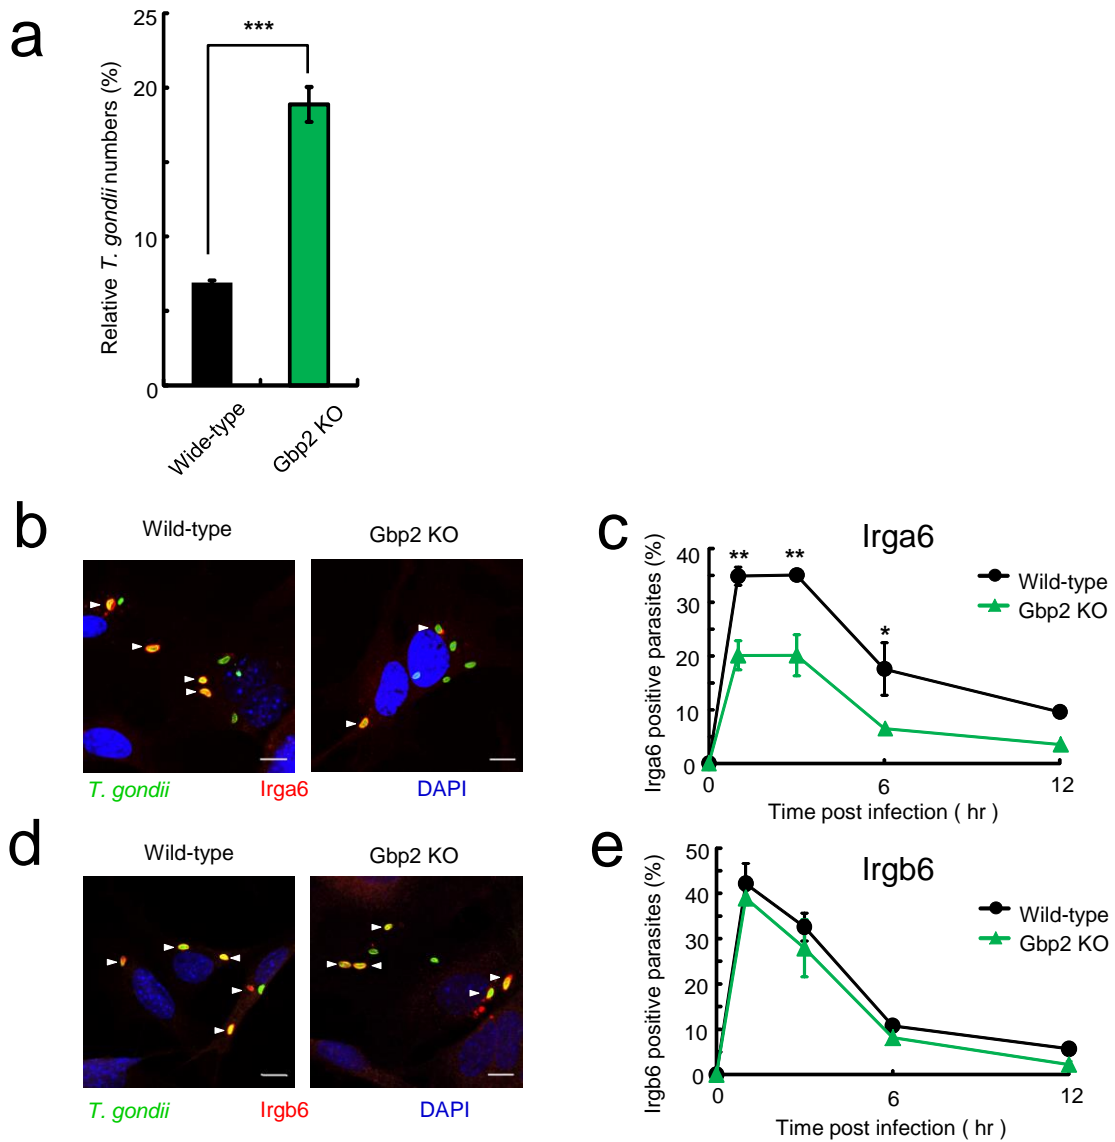 a
25
20
10
0
Relative T. gondii numbers (%)
***
Wide-type
Gbp2 KO
b
Wild-type
Gbp2 KO
T. gondii
Irga6
DAPI
c
Irga6
40
30
20
10
0
Irga6 positive parasites (%)
**
**
*
Wild-type
Gbp2 KO
0
6
12
Time post infection ( hr )
d
Wild-type
Gbp2 KO
T. gondii
Irgb6
DAPI
e
Irgb6
50
40
30
20
10
0
Irgb6 positive parasites (%)
Wild-type
Gbp2 KO
0
6
12
Time post infection ( hr )